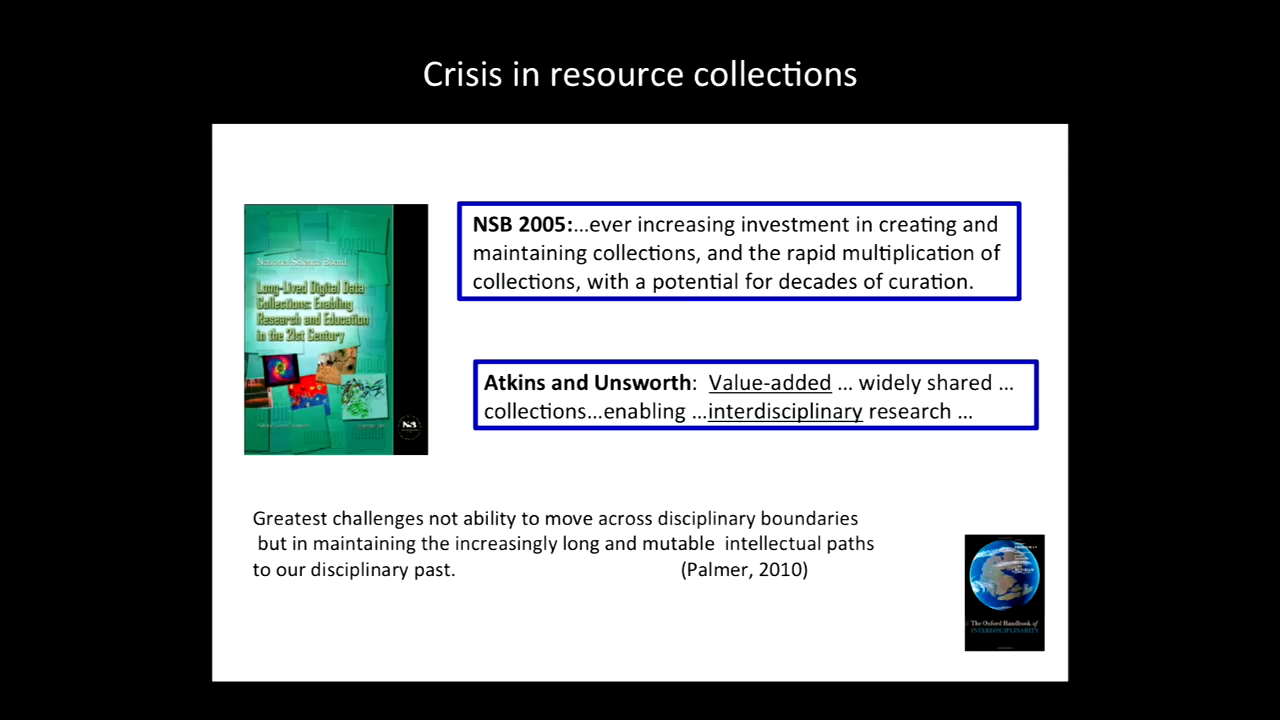 Crisis in resource collections
National Science Board
Long-Lived Digital Data
Collections: Enabling
Research and Education
in the 21st Century
NSB 2005:...ever increasing investment in creating and
maintaining collections, and the rapid multiplication of
collections, with a potential for decades of curation.
Atkins and Unsworth: Value-added ... widely shared ...
collections...enabling ...interdisciplinary research ...
Greatest challenges not ability to move across disciplinary boundaries
but in maintaining the increasingly long and mutable intellectual paths
to our disciplinary past. (Palmer, 2010)
The Oxford Handbook of
INTERDISCIPLINARITY